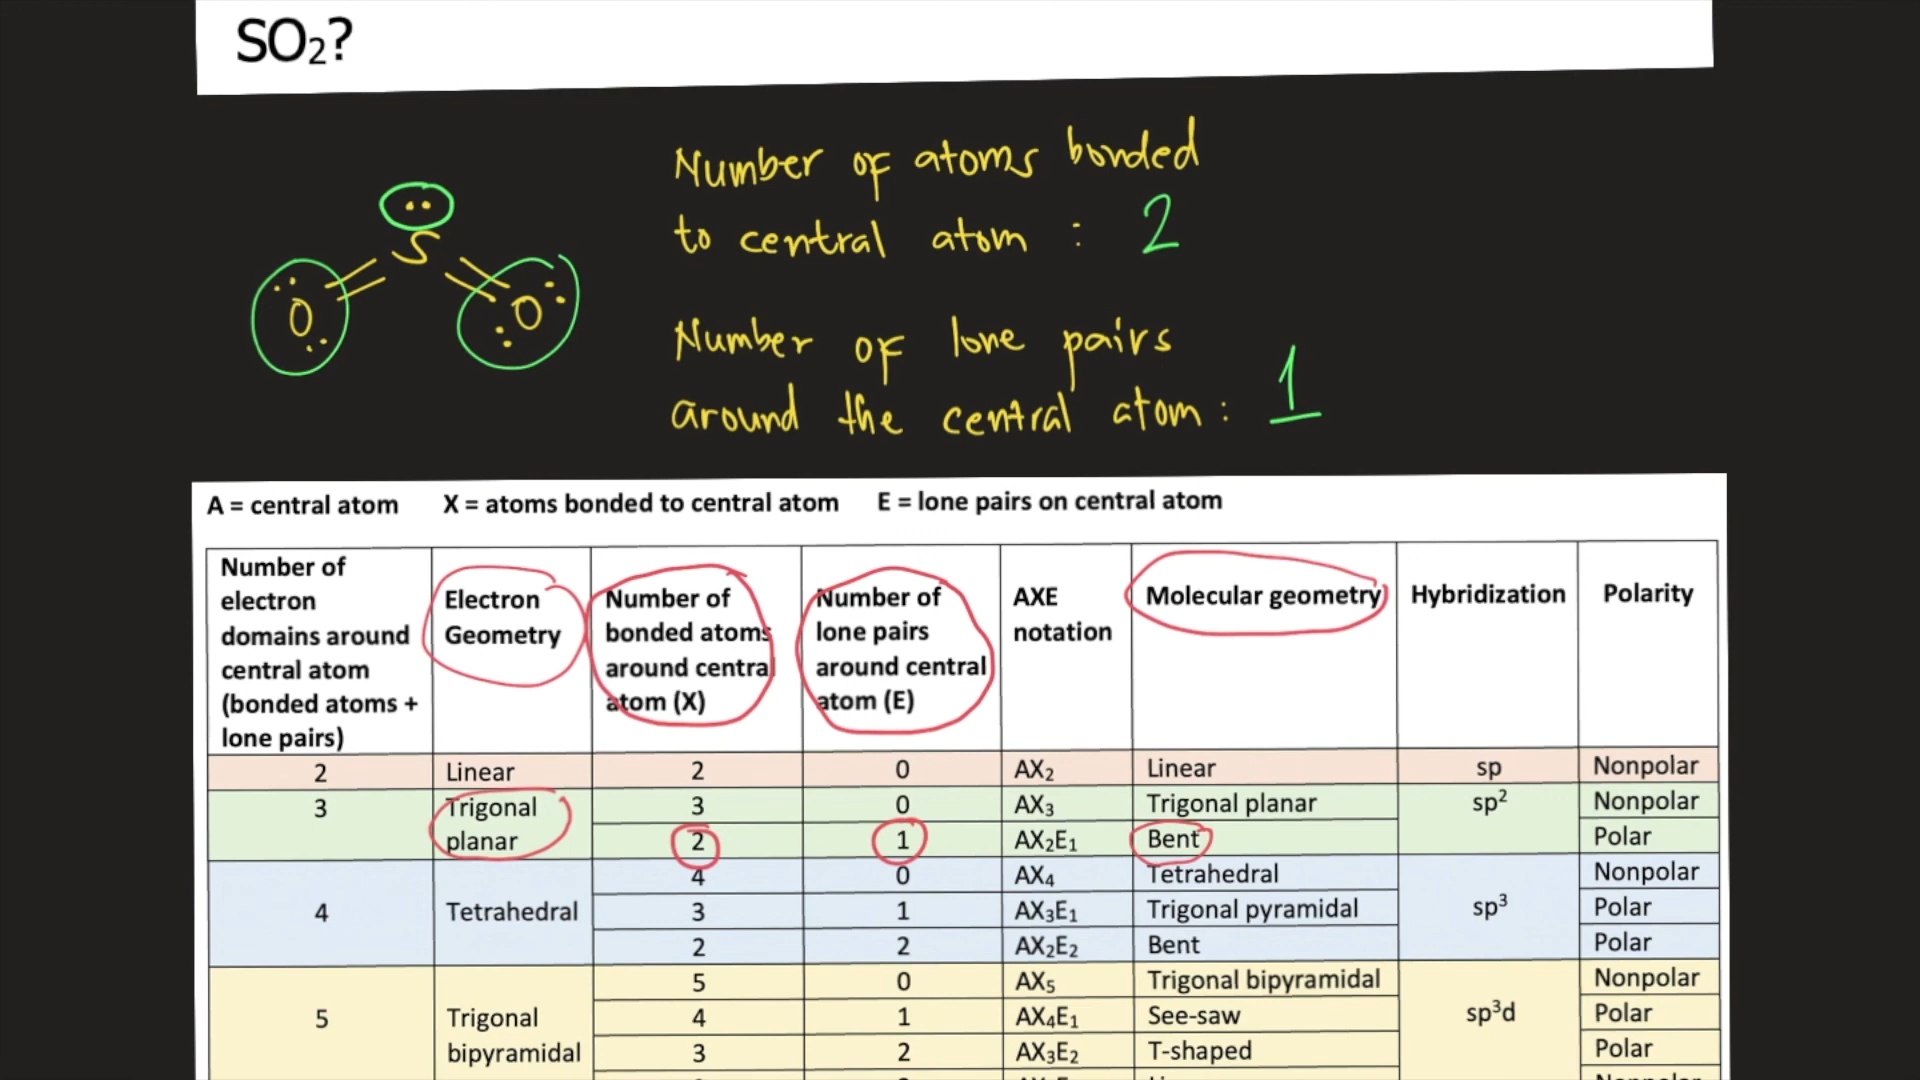 SO₂?
Number of atoms bonded
to central atom : 2
S
O
O
Number of lone pairs
around the central atom : 1
A = central atom X = atoms bonded to central atom E = lone pairs on central atom
Number of electron domains around central atom (bonded atoms + lone pairs) Electron Geometry Number of bonded atoms around central atom (X) Number of lone pairs around central atom (E) AXE notation Molecular geometry Hybridization Polarity
2 Linear 2 0 AX₂ Linear sp Nonpolar
3 Trigonal planar 3 0 AX₃ Trigonal planar sp² Nonpolar
2 1 AX₂E₁ Bent Polar
4 Tetrahedral 4 0 AX₄ Tetrahedral sp³ Nonpolar
3 1 AX₃E₁ Trigonal pyramidal Polar
2 2 AX₂E₂ Bent Polar
5 Trigonal bipyramidal 5 0 AX₅ Trigonal bipyramidal sp³d Nonpolar
4 1 AX₄E₁ See-saw Polar
3 2 AX₃E₂ T-shaped Polar